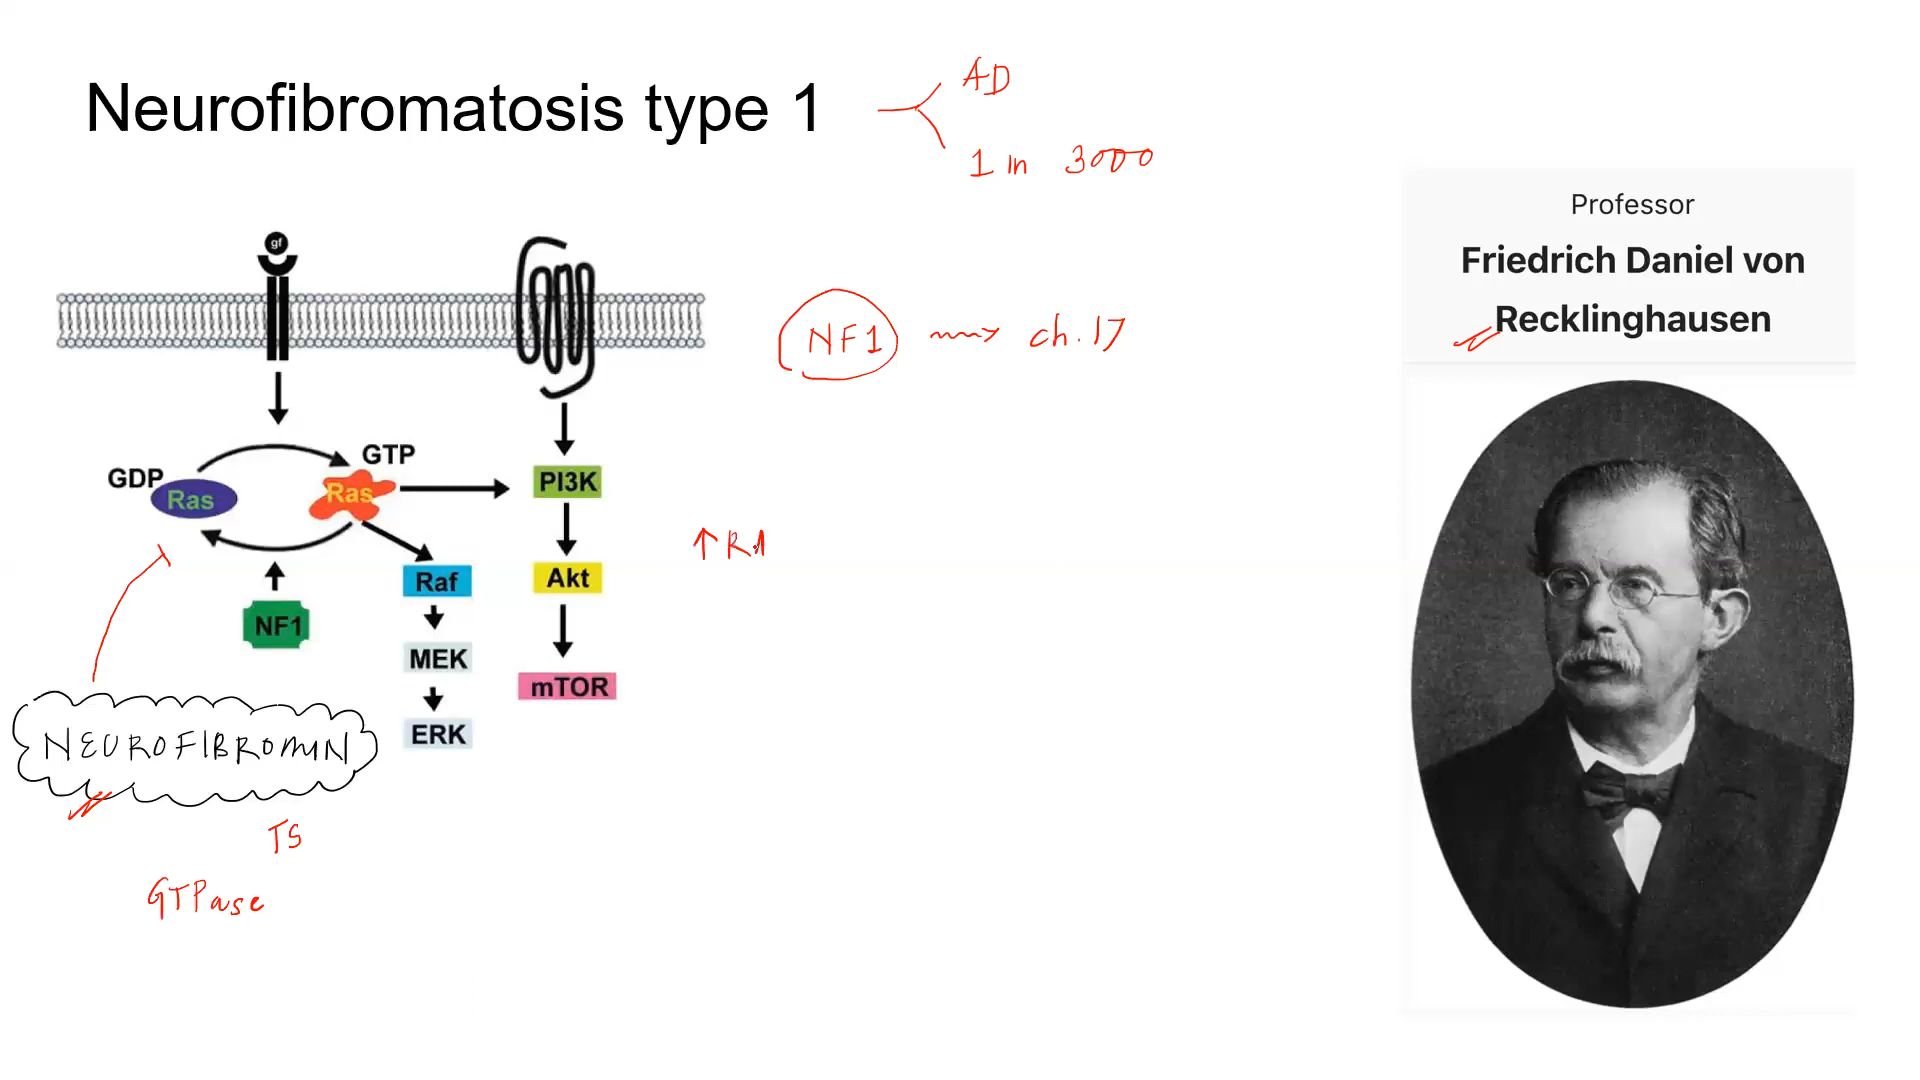 Neurofibromatosis type 1
AD
1 in 3000
Professor
Friedrich Daniel von
Recklinghausen
gf
NF1 ch.17
GTP
GDP
Ras
Ras
PI3K
Raf
Akt
NF1
MEK
mTOR
ERK
NEUROFIBROMIN
TS
GTPase